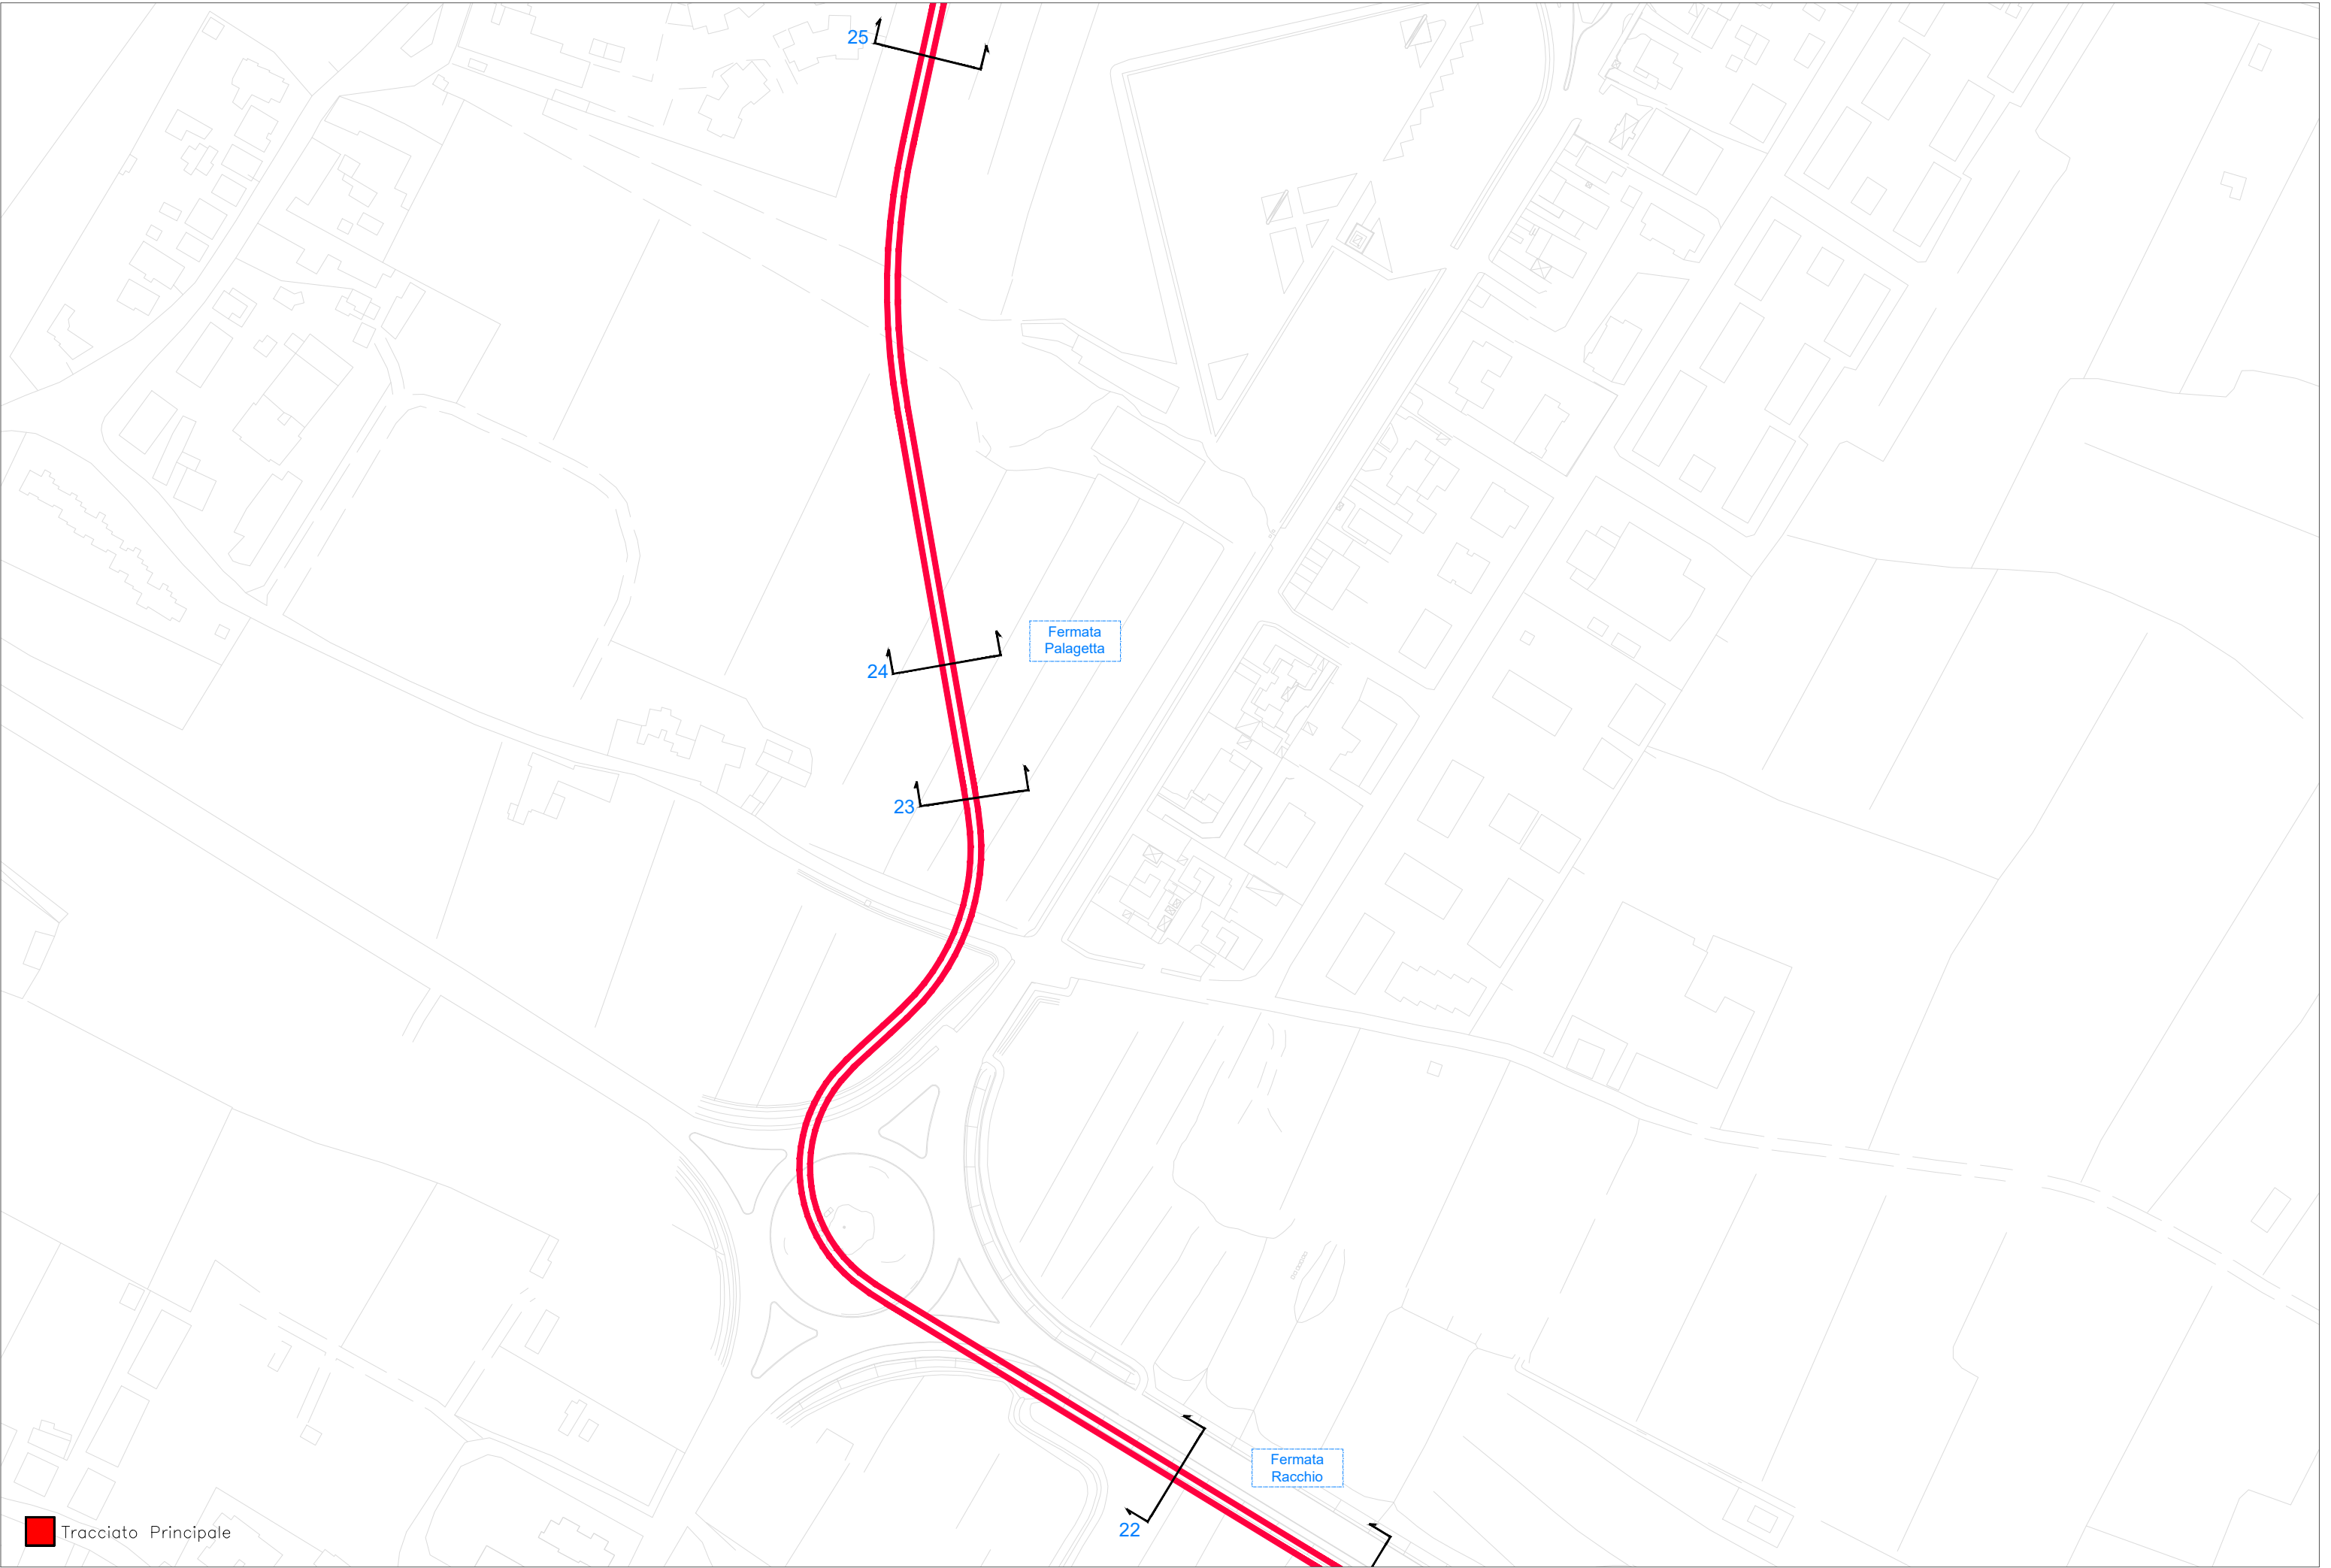 25
Fermata
Palagetta
24
23
Fermata
Racchio
22
Tracciato Principale